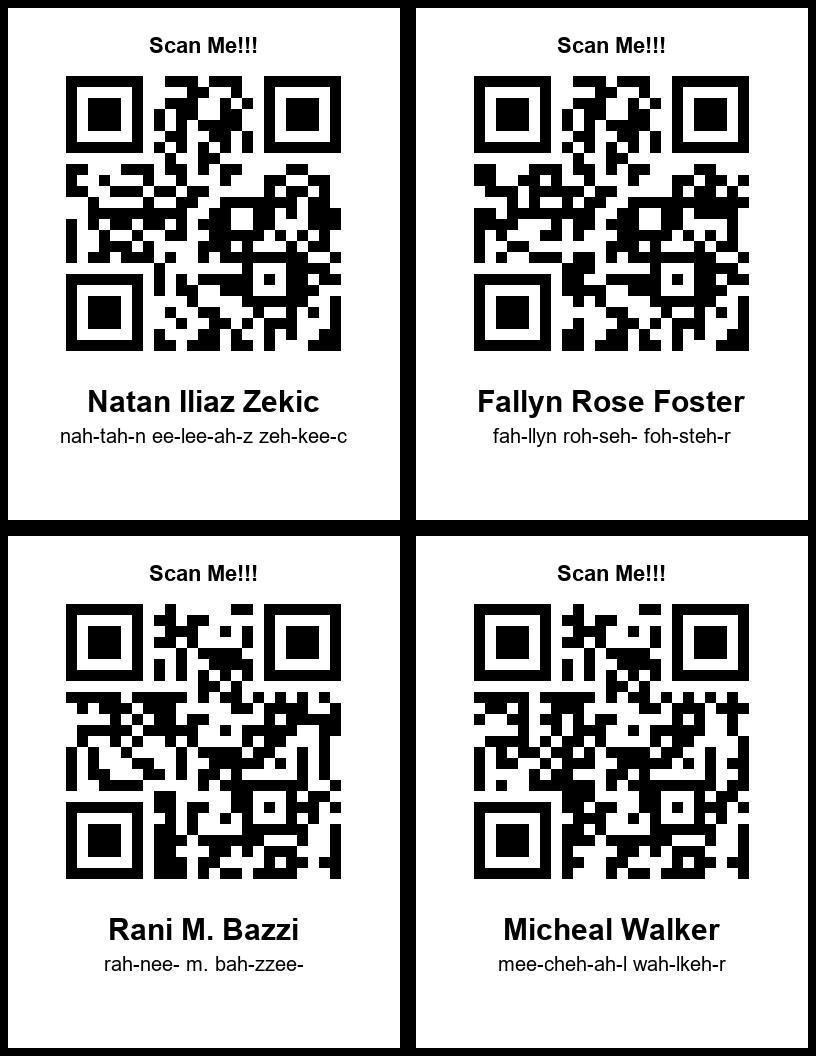 Scan Me!!!
Natan Iliaz Zekic
nah-tah-n ee-lee-ah-z zeh-kee-c
Scan Me!!!
Fallyn Rose Foster
fah-llyn roh-seh- foh-steh-r
Scan Me!!!
Rani M. Bazzi
rah-nee- m. bah-zzee-
Scan Me!!!
Micheal Walker
mee-cheh-ah-l wah-lkeh-r